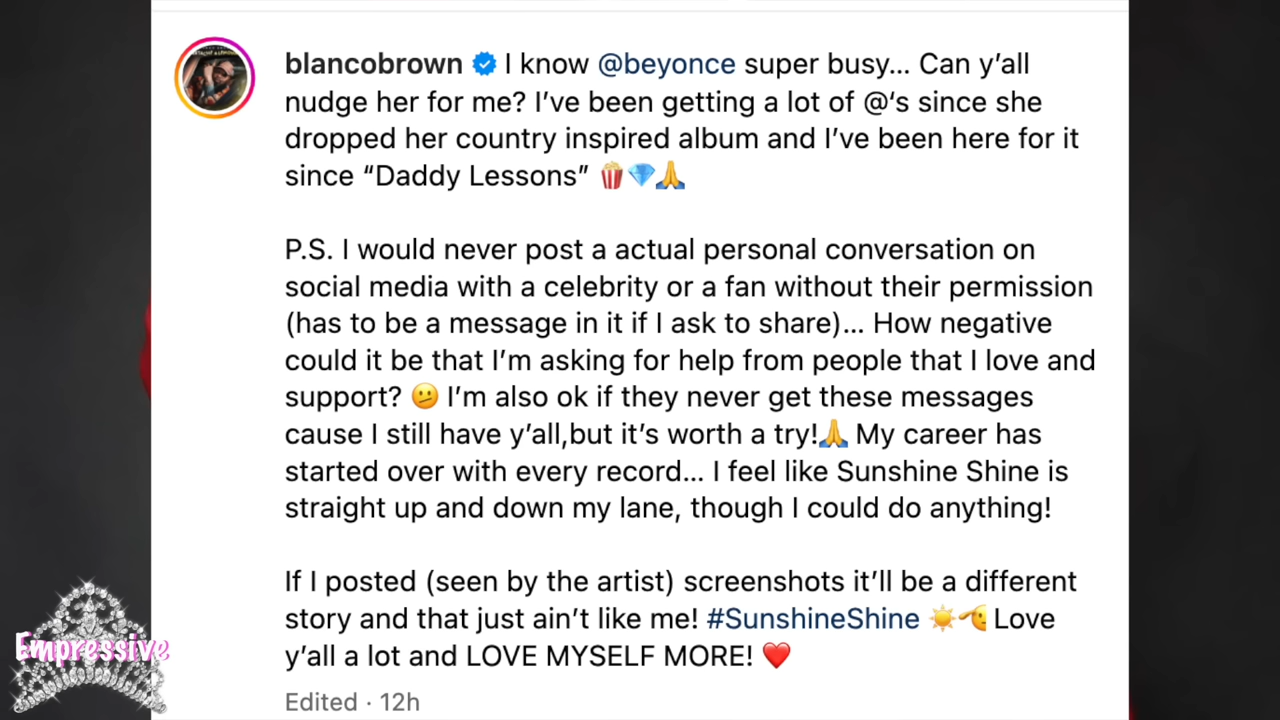 blancobrown I know @beyonce super busy... Can y’all
nudge her for me? I’ve been getting a lot of @‘s since she
dropped her country inspired album and I’ve been here for it
since “Daddy Lessons” 🍿💎🙏
P.S. I would never post a actual personal conversation on
social media with a celebrity or a fan without their permission
(has to be a message in it if I ask to share)... How negative
could it be that I’m asking for help from people that I love and
support? 🫤 I’m also ok if they never get these messages
cause I still have y’all,but it’s worth a try!🙏 My career has
started over with every record... I feel like Sunshine Shine is
straight up and down my lane, though I could do anything!
If I posted (seen by the artist) screenshots it’ll be a different
story and that just ain’t like me! #SunshineShine ☀️🫡 Love
y’all a lot and LOVE MYSELF MORE! ❤️
Edited · 12h
Empressive